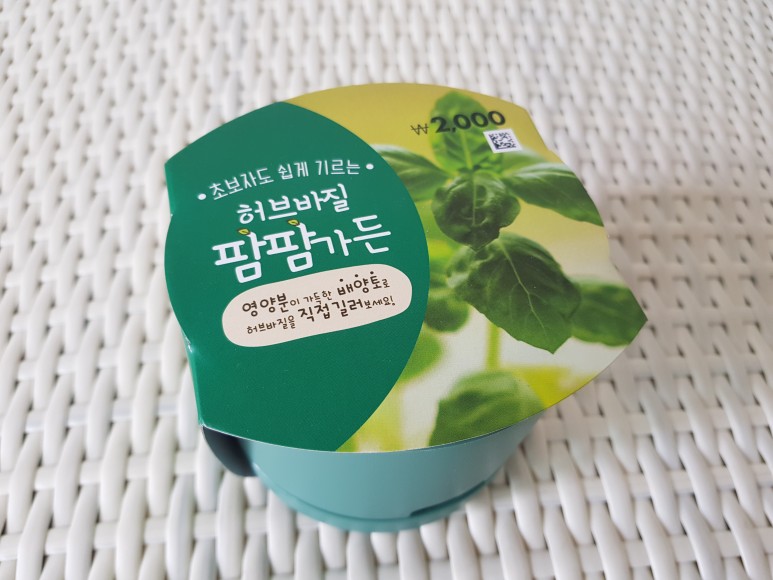 ₩2,000
• 초보자도 쉽게 기르는 •
허브바질
팜팜가든
영양분이 가득한 배양토로
허브바질을 직접 길러보세요!